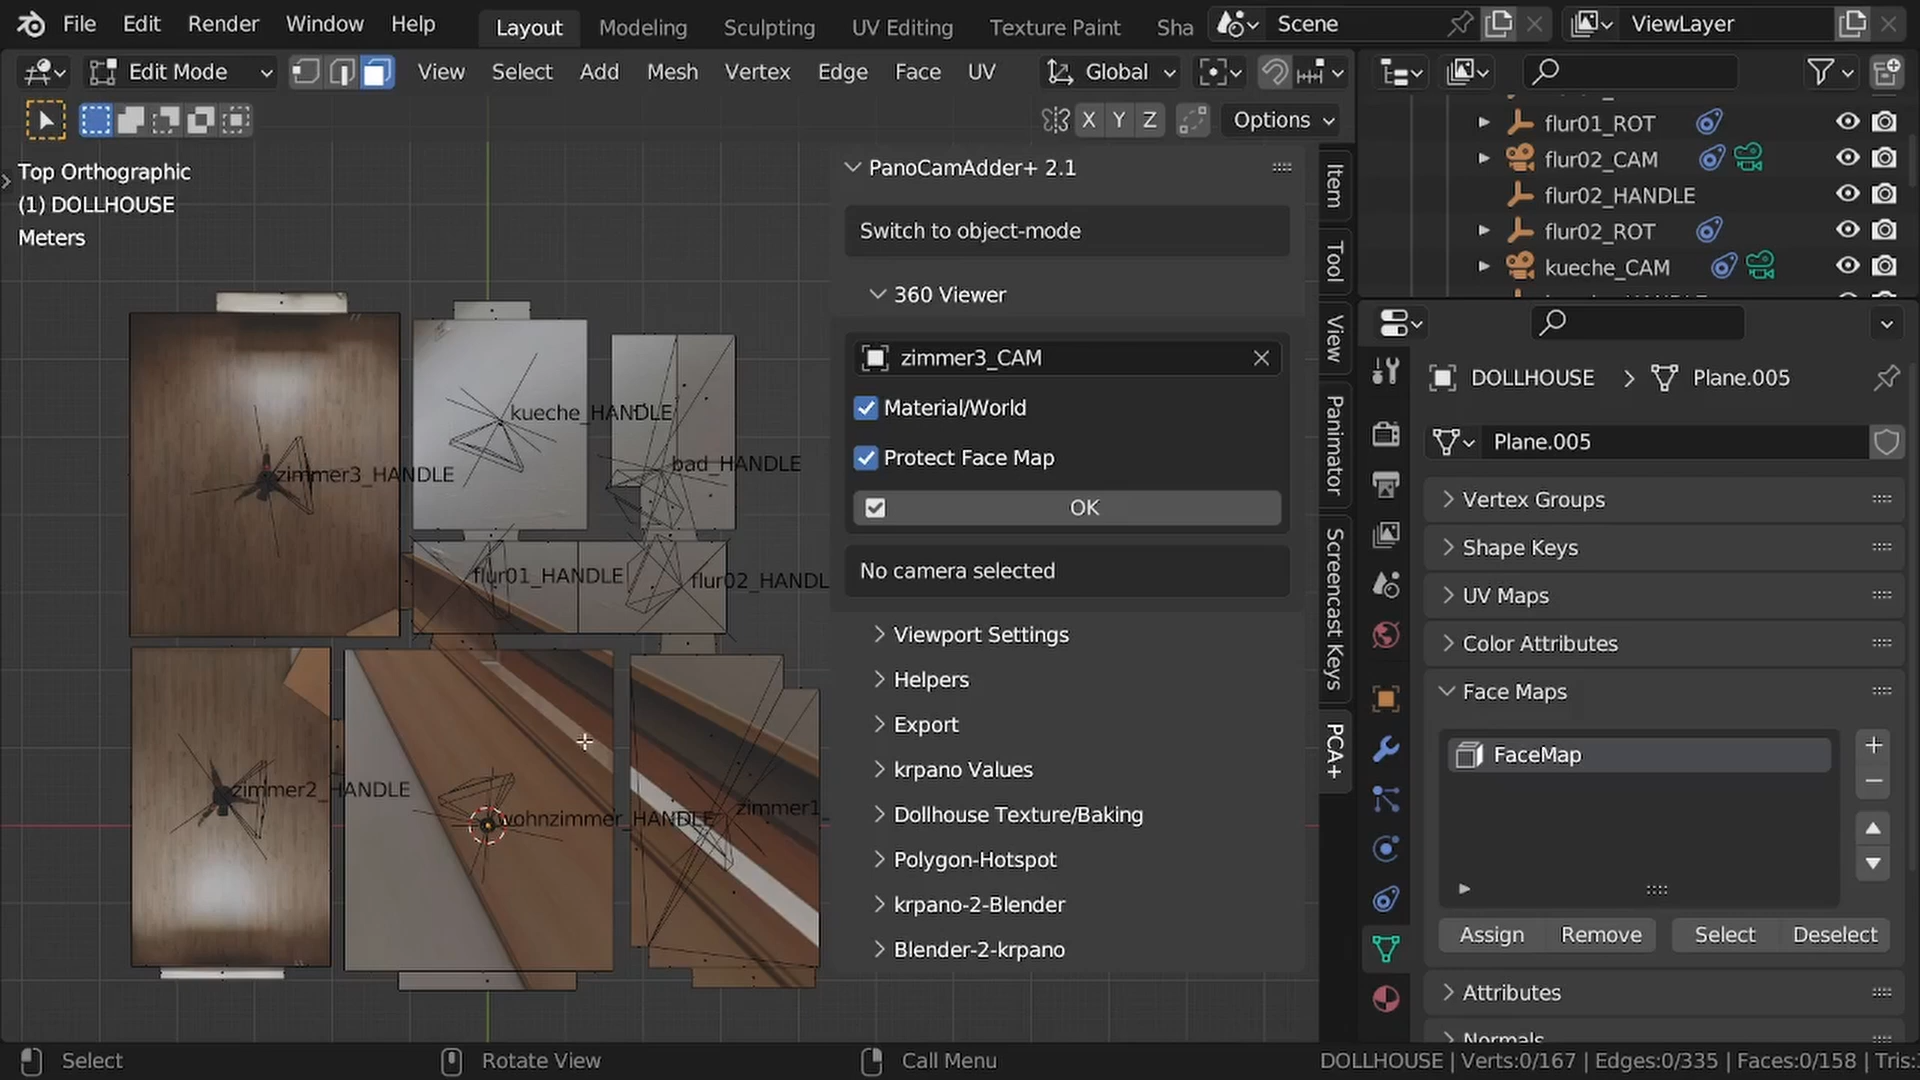 File Edit Render Window Help Layout Modeling Sculpting UV Editing Texture Paint Sha Scene ViewLayer
Edit Mode View Select Add Mesh Vertex Edge Face UV Global
X Y Z Options
Top Orthographic
(1) DOLLHOUSE
Meters
kueche_HANDLE
bad_HANDLE
zimmer3_HANDLE
flur01_HANDLE
flur02_HANDL
zimmer2_HANDLE
wohnzimmer_HANDLE
zimmer1_
PanoCamAdder+ 2.1
Switch to object-mode
360 Viewer
zimmer3_CAM
Material/World
Protect Face Map
OK
No camera selected
Viewport Settings
Helpers
Export
krpano Values
Dollhouse Texture/Baking
Polygon-Hotspot
krpano-2-Blender
Blender-2-krpano
Item
Tool
View
Panimator
Screencast Keys
PCA+
flur01_ROT
flur02_CAM
flur02_HANDLE
flur02_ROT
kueche_CAM
DOLLHOUSE Plane.005
Plane.005
Vertex Groups
Shape Keys
UV Maps
Color Attributes
Face Maps
FaceMap
Assign Remove Select Deselect
Attributes
Normals
Select Rotate View Call Menu DOLLHOUSE | Verts:0/167 | Edges:0/335 | Faces:0/158 | Tris: